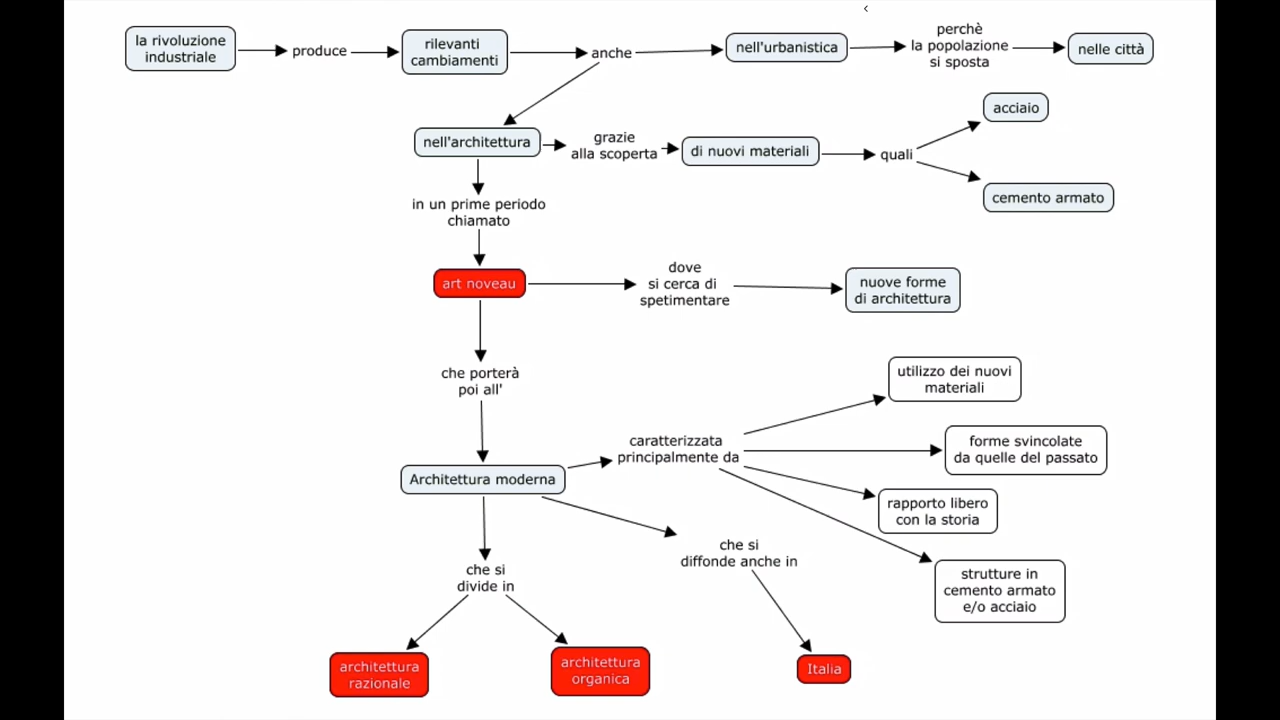 la rivoluzione
industriale
produce
rilevanti
cambiamenti
anche
nell'urbanistica
perchè
la popolazione
si sposta
nelle città
nell'architettura
grazie
alla scoperta
di nuovi materiali
quali
acciaio
cemento armato
in un prime periodo
chiamato
art noveau
dove
si cerca di
spetimentare
nuove forme
di architettura
che porterà
poi all'
Architettura moderna
caratterizzata
principalmente da
utilizzo dei nuovi
materiali
forme svincolate
da quelle del passato
rapporto libero
con la storia
strutture in
cemento armato
e/o acciaio
che si
diffonde anche in
Italia
che si
divide in
architettura
razionale
architettura
organica